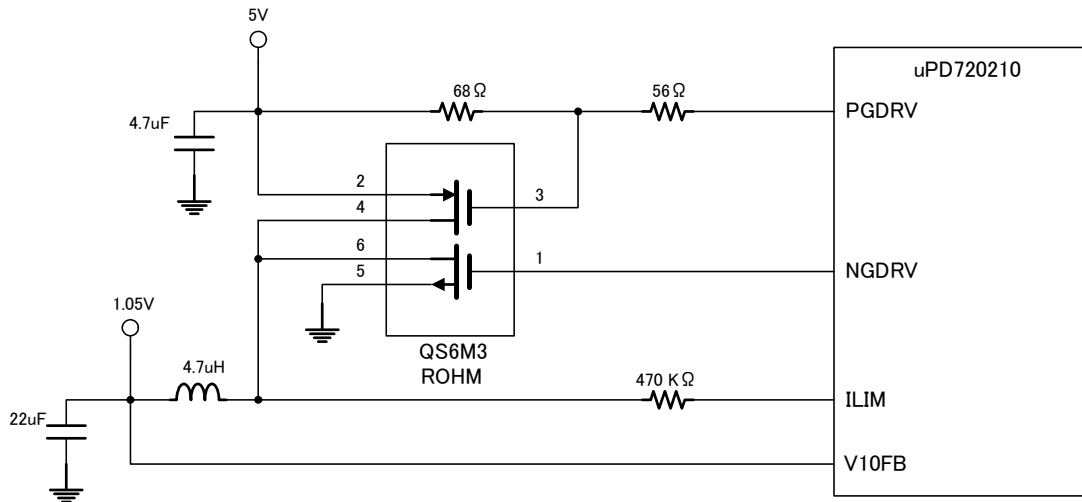 5V
uPD720210
68Ω
56Ω
PGDRV
4.7uF
2
3
4
6
1
NGDRV
5
1.05V
QS6M3
ROHM
4.7uH
470 KΩ
ILIM
22uF
V10FB